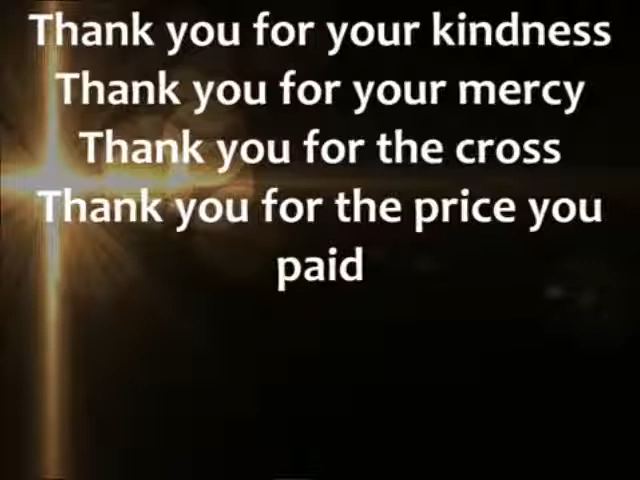 Thank you for your kindness
Thank you for your mercy
Thank you for the cross
Thank you for the price you
paid